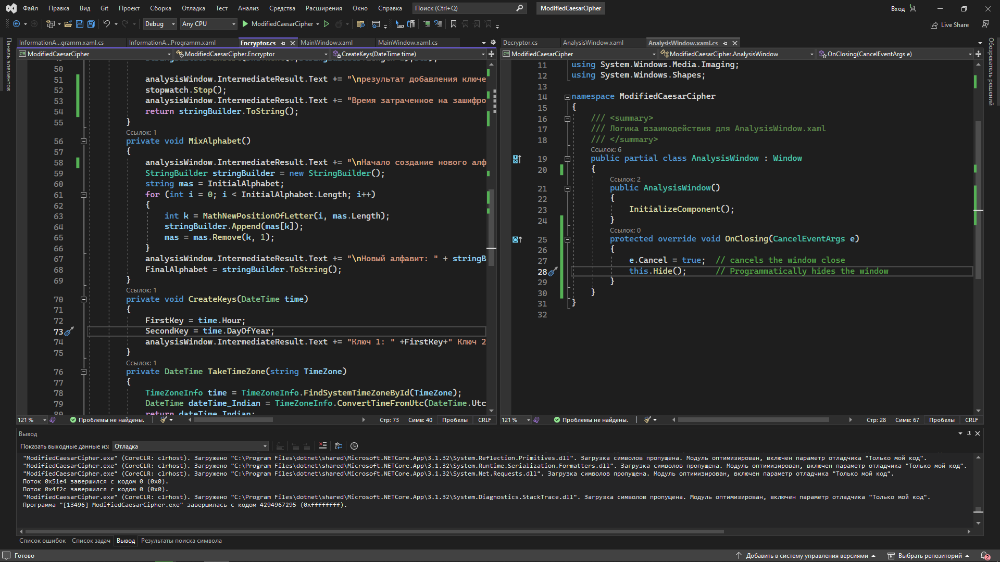 Файл Правка Вид Git Проект Сборка Отладка Тест Анализ Средства Расширения Окно Справка Поиск (Ctrl+Q) ModifiedCaesarCipher Вход
Debug Any CPU ModifiedCaesarCipher Live Share
Панель элементов
InformationA...gramm.xaml.cs InformationA...Programm.xaml Encryptor.cs MainWindow.xaml MainWindow.xaml.cs
ModifiedCaesarCipher ModifiedCaesarCipher.Encryptor CreateKeys(DateTime time)
50
51 analysisWindow.IntermediateResult.Text += "\nрезультат добавления ключе
52 stopwatch.Stop();
53 analysisWindow.IntermediateResult.Text += "Время затраченное на зашифро
54 return stringBuilder.ToString();
55 }
Ссылок: 1
56 private void MixAlphabet()
57 {
58 analysisWindow.IntermediateResult.Text += "\nНачало создание нового алф
59 StringBuilder stringBuilder = new StringBuilder();
60 string mas = InitialAlphabet;
61 for (int i = 0; i < InitialAlphabet.Length; i++)
62 {
63 int k = MathNewPositionOfLetter(i, mas.Length);
64 stringBuilder.Append(mas[k]);
65 mas = mas.Remove(k, 1);
66 }
67 analysisWindow.IntermediateResult.Text += "\nНовый алфавит: " + stringB
68 FinalAlphabet = stringBuilder.ToString();
69 }
Ссылок: 1
70 private void CreateKeys(DateTime time)
71 {
72 FirstKey = time.Hour;
73 SecondKey = time.DayOfYear;
74 analysisWindow.IntermediateResult.Text += "Ключ 1: " +FirstKey+" Ключ 2
75 }
Ссылок: 1
76 private DateTime TakeTimeZone(string TimeZone)
77 {
78 TimeZoneInfo time = TimeZoneInfo.FindSystemTimeZoneById(TimeZone);
79 DateTime dateTime_Indian = TimeZoneInfo.ConvertTimeFromUtc(DateTime.Utc
80 return dateTime_Indian;
121 % Проблемы не найдены. Стр: 73 Симв: 40 Пробелы CRLF
Decryptor.cs AnalysisWindow.xaml AnalysisWindow.xaml.cs
ModifiedCaesarCipher ModifiedCaesarCipher.AnalysisWindow OnClosing(CancelEventArgs e)
11 using System.Windows.Media.Imaging;
12 using System.Windows.Shapes;
13
14 namespace ModifiedCaesarCipher
15 {
16 /// <summary>
17 /// Логика взаимодействия для AnalysisWindow.xaml
18 /// </summary>
Ссылок: 6
19 public partial class AnalysisWindow : Window
20 {
Ссылок: 2
21 public AnalysisWindow()
22 {
23 InitializeComponent();
24 }
Ссылок: 0
25 protected override void OnClosing(CancelEventArgs e)
26 {
27 e.Cancel = true; // cancels the window close
28 this.Hide(); // Programmatically hides the window
29 }
30 }
31 }
32
121 % Проблемы не найдены. Стр: 28 Симв: 67 Пробелы CRLF
Обозреватель решений
Вывод
Показать выходные данные из: Отладка
"ModifiedCaesarCipher.exe" (CoreCLR: clrhost). Загружено "C:\Program Files\dotnet\shared\Microsoft.NETCore.App\3.1.32\System.Reflection.Primitives.dll". Загрузка символов пропущена. Модуль оптимизирован, включен параметр отладчика "Только мой код".
"ModifiedCaesarCipher.exe" (CoreCLR: clrhost). Загружено "C:\Program Files\dotnet\shared\Microsoft.NETCore.App\3.1.32\System.Runtime.Serialization.Formatters.dll". Загрузка символов пропущена. Модуль оптимизирован, включен параметр отладчика "Только мой код".
"ModifiedCaesarCipher.exe" (CoreCLR: clrhost). Загружено "C:\Program Files\dotnet\shared\Microsoft.NETCore.App\3.1.32\System.Net.Requests.dll". Загрузка символов пропущена. Модуль оптимизирован, включен параметр отладчика "Только мой код".
Поток 0x51e4 завершился с кодом 0 (0x0).
Поток 0x4f2c завершился с кодом 0 (0x0).
"ModifiedCaesarCipher.exe" (CoreCLR: clrhost). Загружено "C:\Program Files\dotnet\shared\Microsoft.NETCore.App\3.1.32\System.Diagnostics.StackTrace.dll". Загрузка символов пропущена. Модуль оптимизирован, включен параметр отладчика "Только мой код".
Программа "[13496] ModifiedCaesarCipher.exe" завершилась с кодом 4294967295 (0xffffffff).
Список ошибок Список задач Вывод Результаты поиска символа
Готово Добавить в систему управления версиями Выбрать репозиторий 2